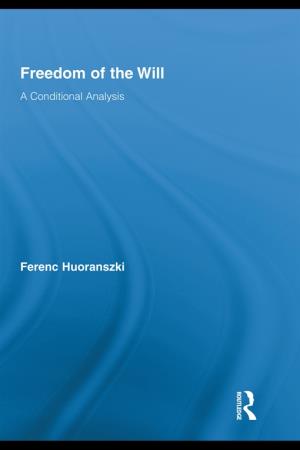 Freedom of the Will
A Conditional Analysis
Ferenc Huoranszki
ROUTLEDGE